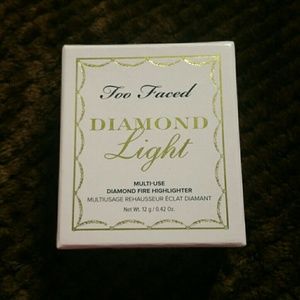 Too Faced
DIAMOND
Light
MULTI-USE
DIAMOND FIRE HIGHLIGHTER
MULTIUSAGE REHAUSSEUR ÉCLAT DIAMANT
Net Wt. 12 g / 0.42 Oz.